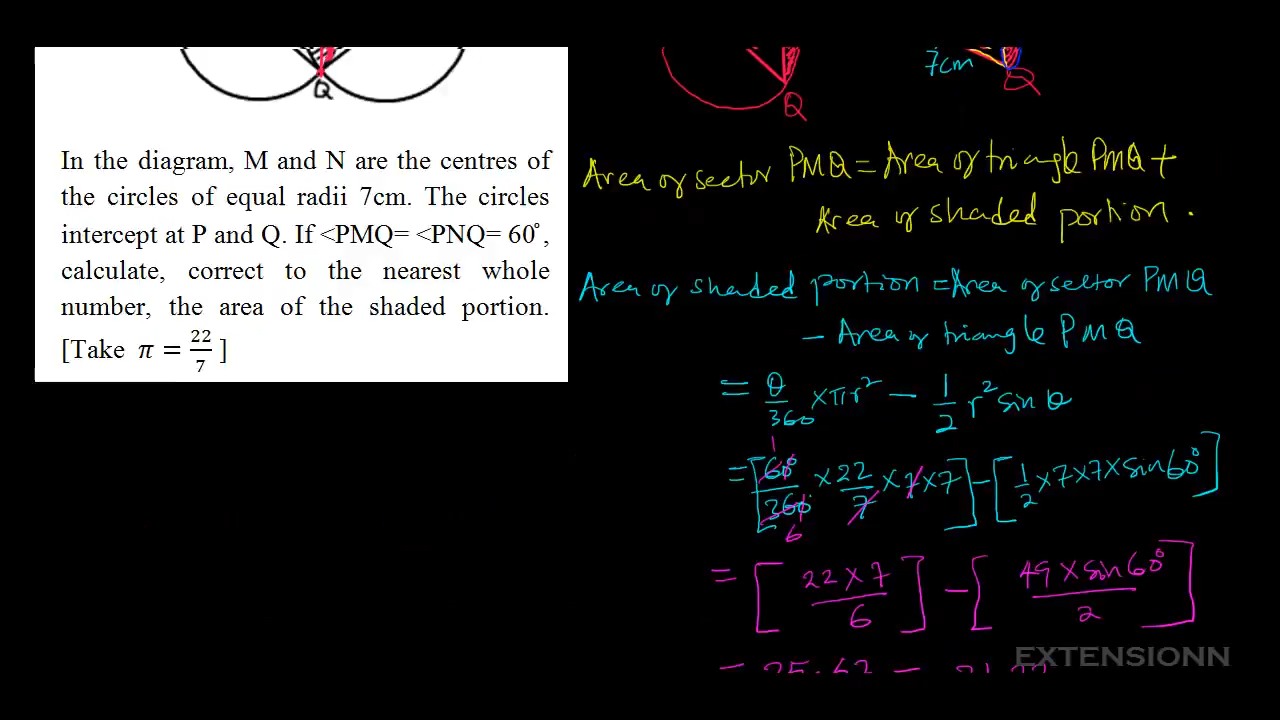 Q
In the diagram, M and N are the centres of
the circles of equal radii 7cm. The circles
intercept at P and Q. If <PMQ= <PNQ= 60°,
calculate, correct to the nearest whole
number, the area of the shaded portion.
[Take π = 22/7 ]
Q
7cm
Q
Area of sector PMQ = Area of triangle PMQ +
Area of shaded portion.
Area of shaded portion = Area of sector PMQ
- Area of triangle PMQ
= θ/360 × πr² - 1/2 r² sin θ
= [60°/360 × 22/7 × 7 × 7] - [1/2 × 7 × 7 × sin 60°]
1
6
= [22 × 7/6] - [49 × sin 60°/2]
EXTENSIONN